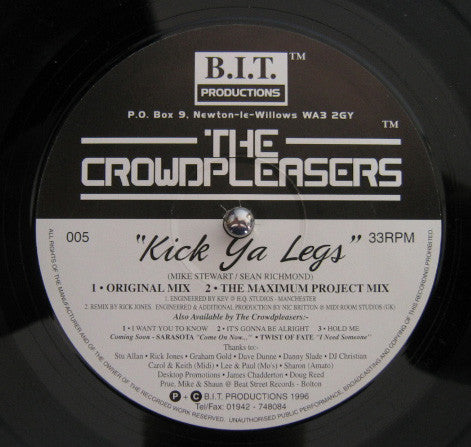 B.I.T.™
PRODUCTIONS
P.O. Box 9, Newton-le-Willows WA3 2GY
THE ™
CROWDPLEASERS
005 "Kick Ya Legs" 33RPM
(MIKE STEWART / SEAN RICHMOND)
1 • ORIGINAL MIX 2 • THE MAXIMUM PROJECT MIX
1. ENGINEERED BY KEV @ H.Q. STUDIOS - MANCHESTER
2. REMIX BY RICK JONES. ENGINEERED & ADDITIONAL PRODUCTION BY NIC BRITTON @ MIDI ROOM STUDIOS (UK)
Also Available by The Crowdpleasers:-
1 • I WANT YOU TO KNOW 2 • IT'S GONNA BE ALRIGHT 3 • HOLD ME
Coming Soon - SARASOTA "Come On Now..." • TWIST OF FATE "I Need Someone"
Thanks to:-
Stu Allan • Rick Jones • Graham Gold • Dave Dunne • Danny Slade • DJ Christian
Carol & Keith (Midi) • Lee & Paul (Mo's) • Sharon (Amato)
Desktop Promotions • James Chadderton • Doug Reed
Prue, Mike & Shaun @ Beat Street Records - Bolton
P + C B.I.T. PRODUCTIONS 1996
Tel/Fax: 01942 - 748084
ALL RIGHTS OF THE MANUFACTURER AND OF THE OWNER OF THE RECORDED WORK RESERVED. UNAUTHORISED PUBLIC PERFORMANCE, BROADCASTING AND COPYING OF THIS RECORDING PROHIBITED.